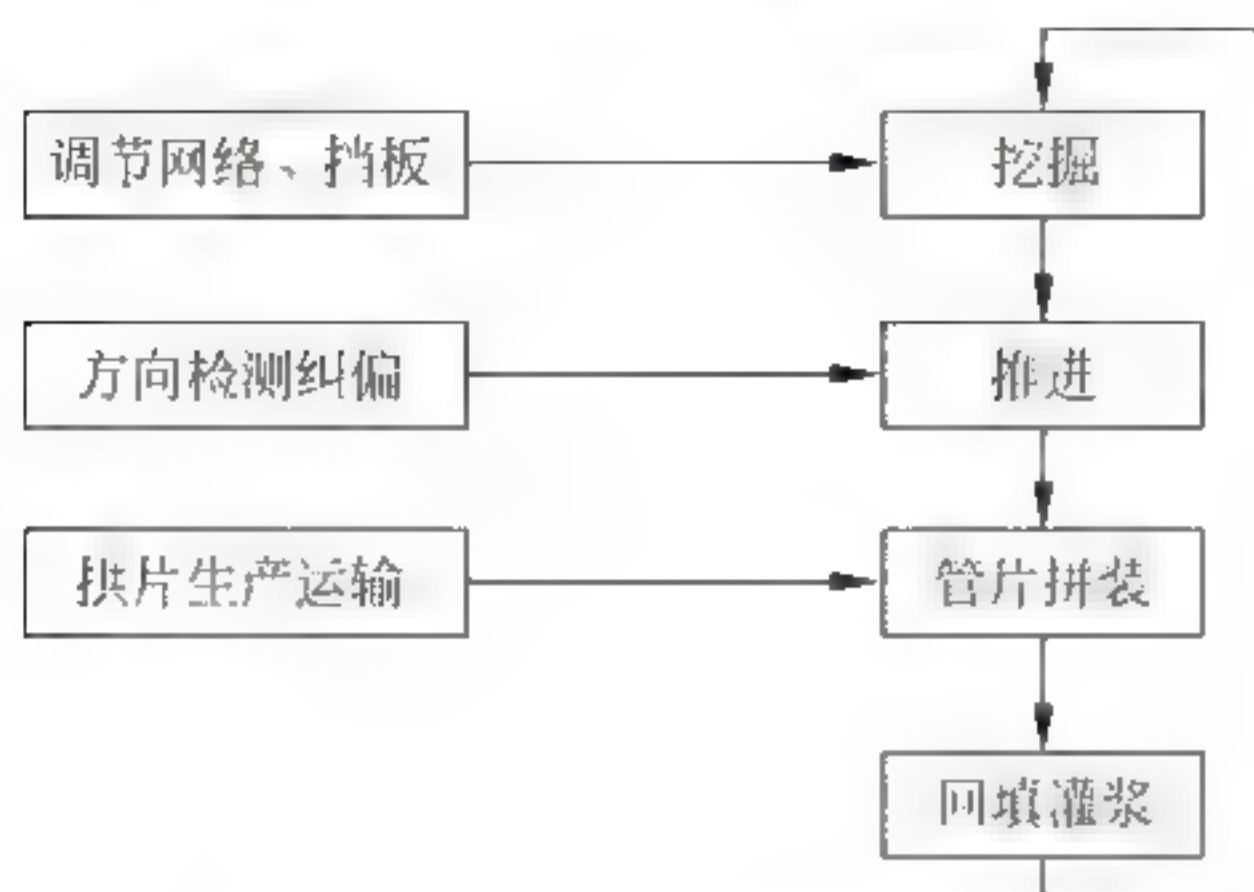 调节网络、挡板
挖掘
方向检测纠偏
推进
拱片生产运输
管片拼装
回填灌浆